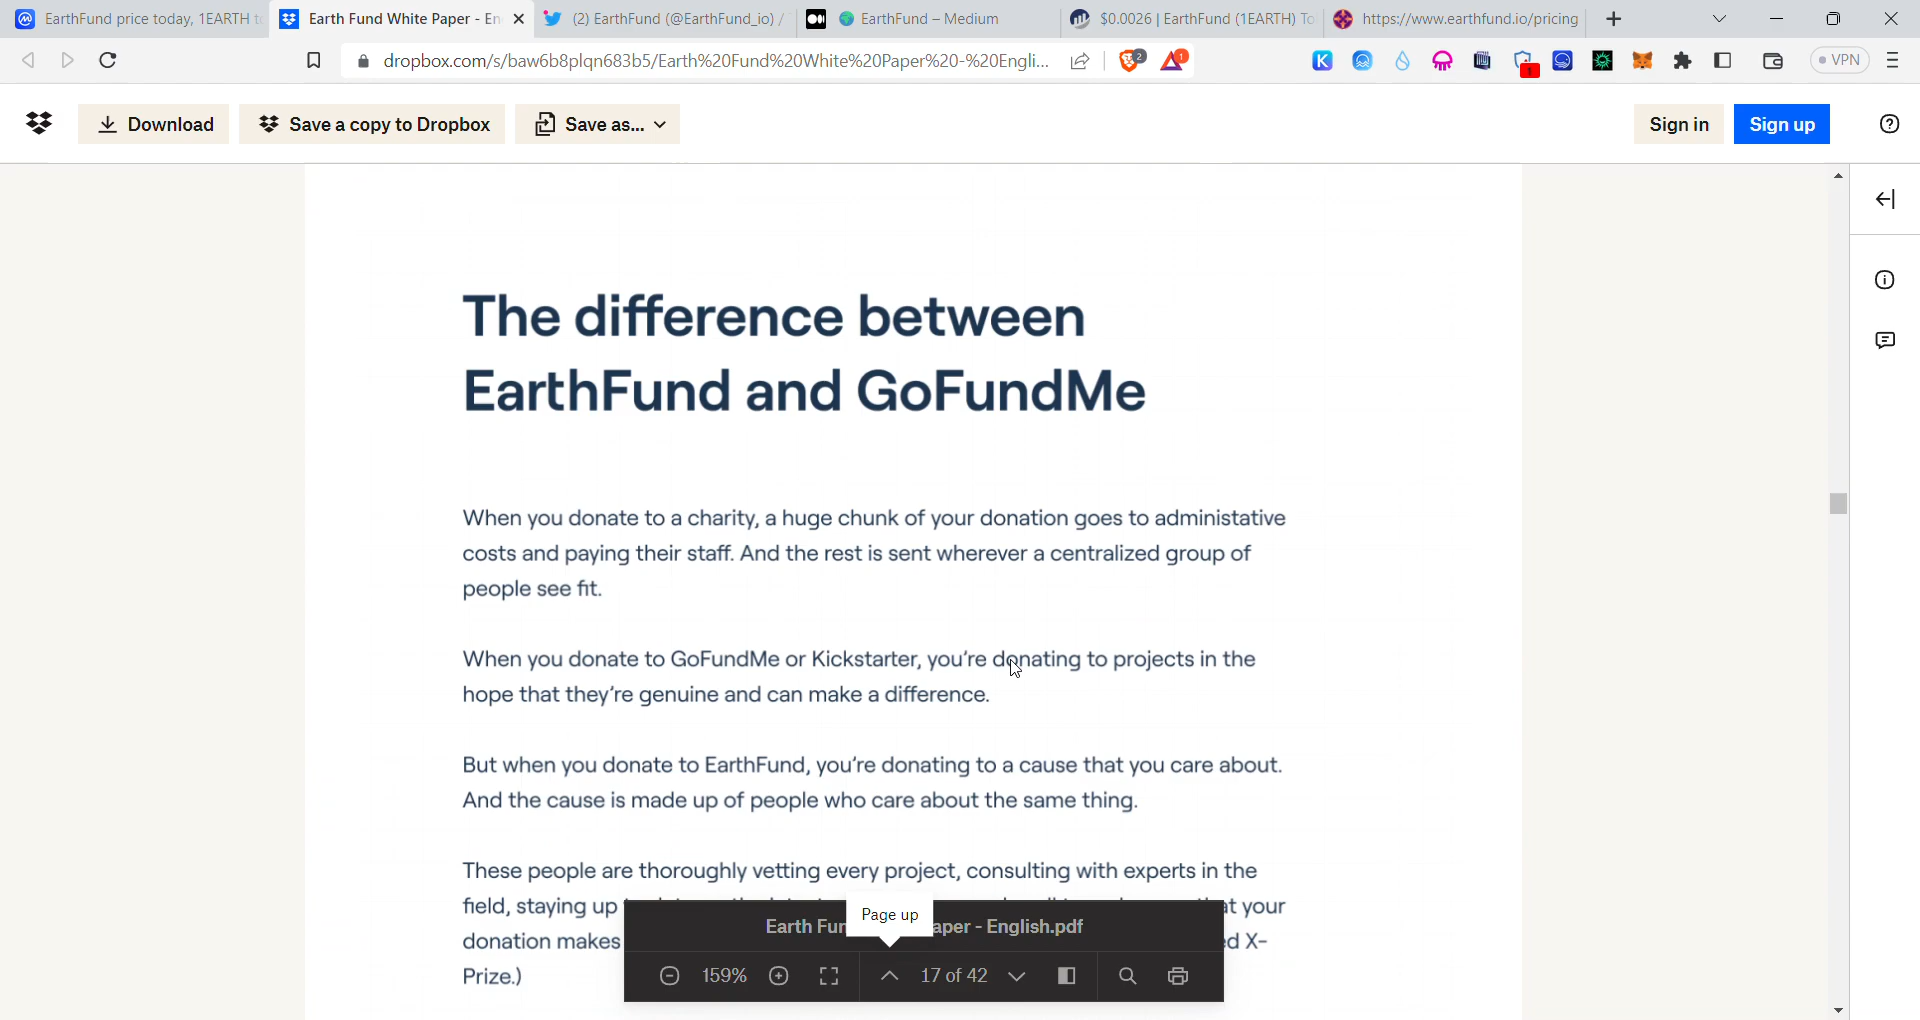 EarthFund price today, 1EARTH to
Earth Fund White Paper - En
(2) EarthFund (@EarthFund_io) /
EarthFund – Medium
$0.0026 | EarthFund (1EARTH) To
https://www.earthfund.io/pricing
dropbox.com/s/baw6b8plqn683b5/Earth%20Fund%20White%20Paper%20-%20Engli...
2
1
1
VPN
Download
Save a copy to Dropbox
Save as...
Sign in
Sign up
The difference between
EarthFund and GoFundMe
When you donate to a charity, a huge chunk of your donation goes to administative
costs and paying their staff. And the rest is sent wherever a centralized group of
people see fit.
When you donate to GoFundMe or Kickstarter, you're donating to projects in the
hope that they're genuine and can make a difference.
But when you donate to EarthFund, you're donating to a cause that you care about.
And the cause is made up of people who care about the same thing.
These people are thoroughly vetting every project, consulting with experts in the
field, staying up
t your
donation makes
ed X-
Prize.)
Page up
Earth Fun
aper - English.pdf
159%
17 of 42